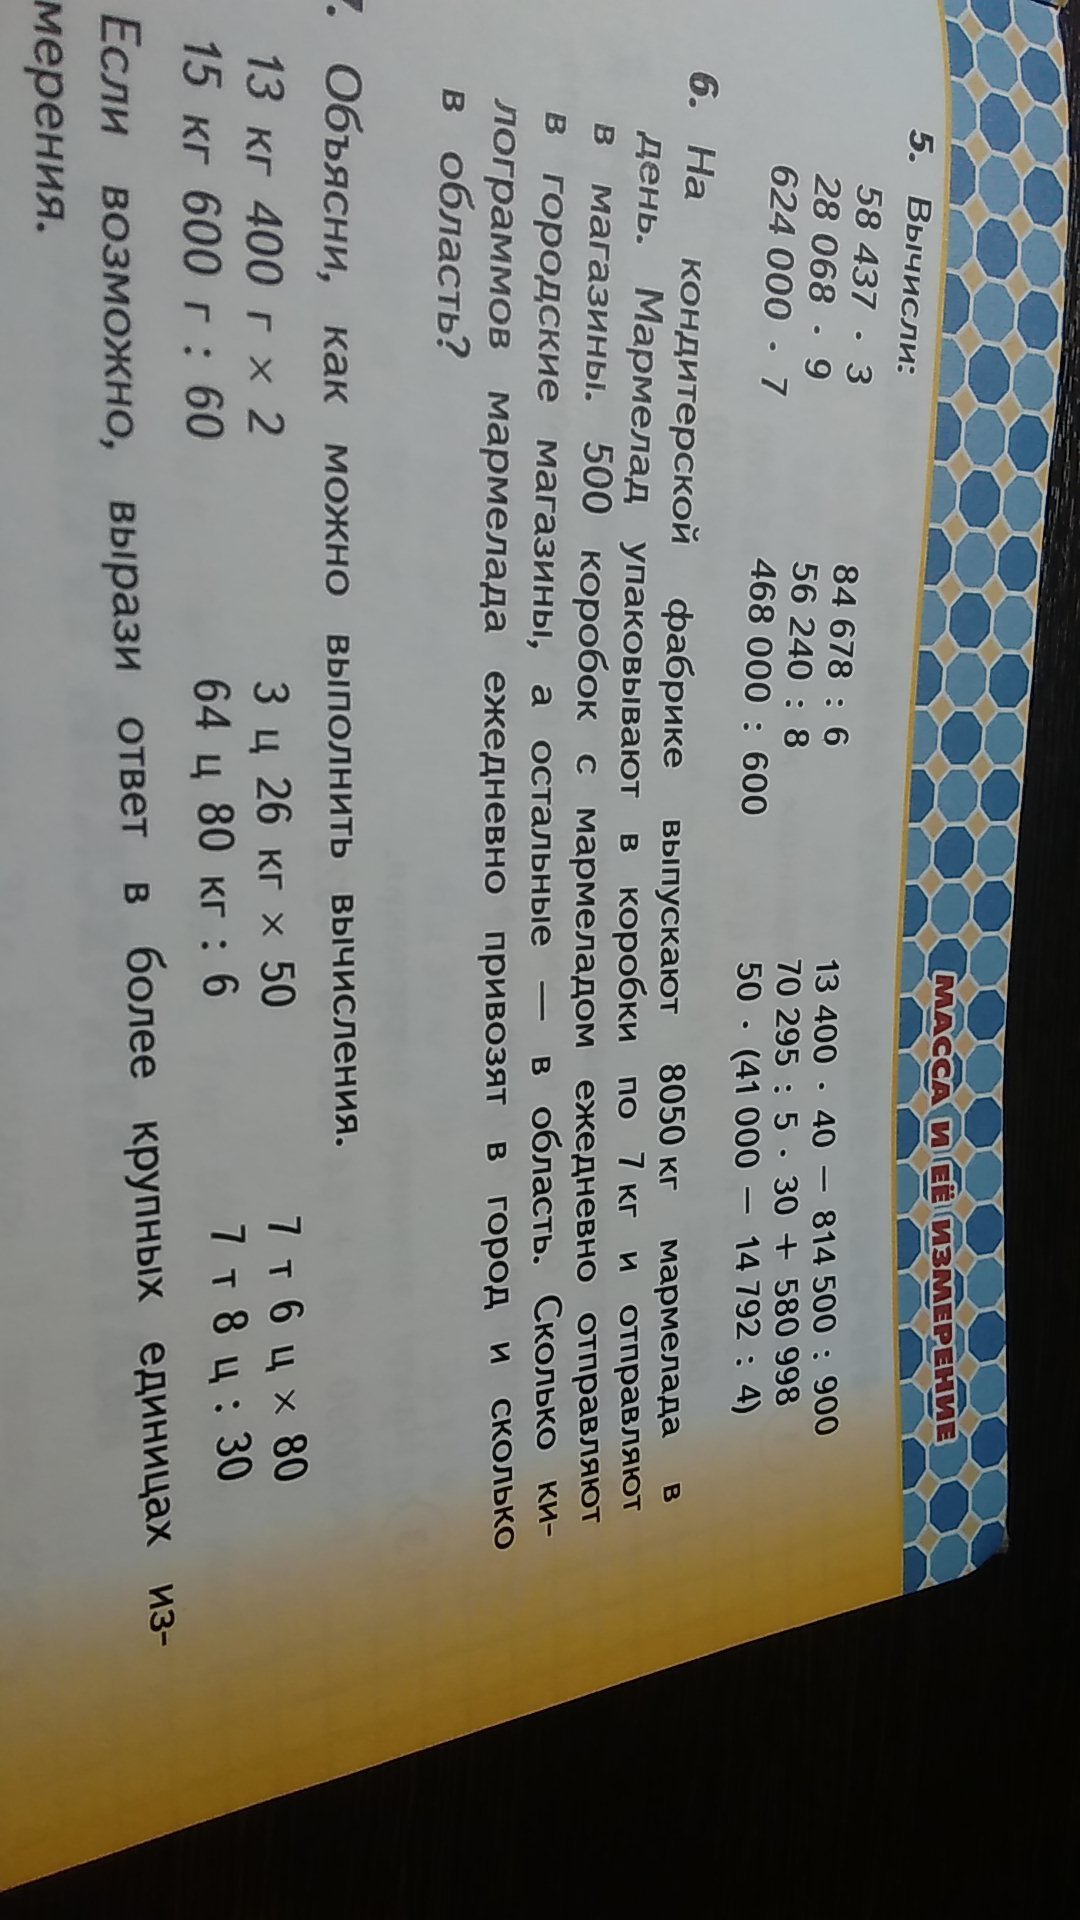 МАССА И ЕЁ ИЗМЕРЕНИЕ
5. Вычисли:
58 437 · 3 84 678 : 6 13 400 · 40 — 814 500 : 900
28 068 · 9 56 240 : 8 70 295 : 5 · 30 + 580 998
624 000 · 7 468 000 : 600 50 · (41 000 — 14 792 : 4)
6. На кондитерской фабрике выпускают 8050 кг мармелада в
день. Мармелад упаковывают в коробки по 7 кг и отправляют
в магазины. 500 коробок с мармеладом ежедневно отправляют
в городские магазины, а остальные — в область. Сколько ки-
лограммов мармелада ежедневно привозят в город и сколько
в область?
7. Объясни, как можно выполнить вычисления.
13 кг 400 г × 2 3 ц 26 кг × 50 7 т 6 ц × 80
15 кг 600 г : 60 64 ц 80 кг : 6 7 т 8 ц : 30
Если возможно, вырази ответ в более крупных единицах из-
мерения.